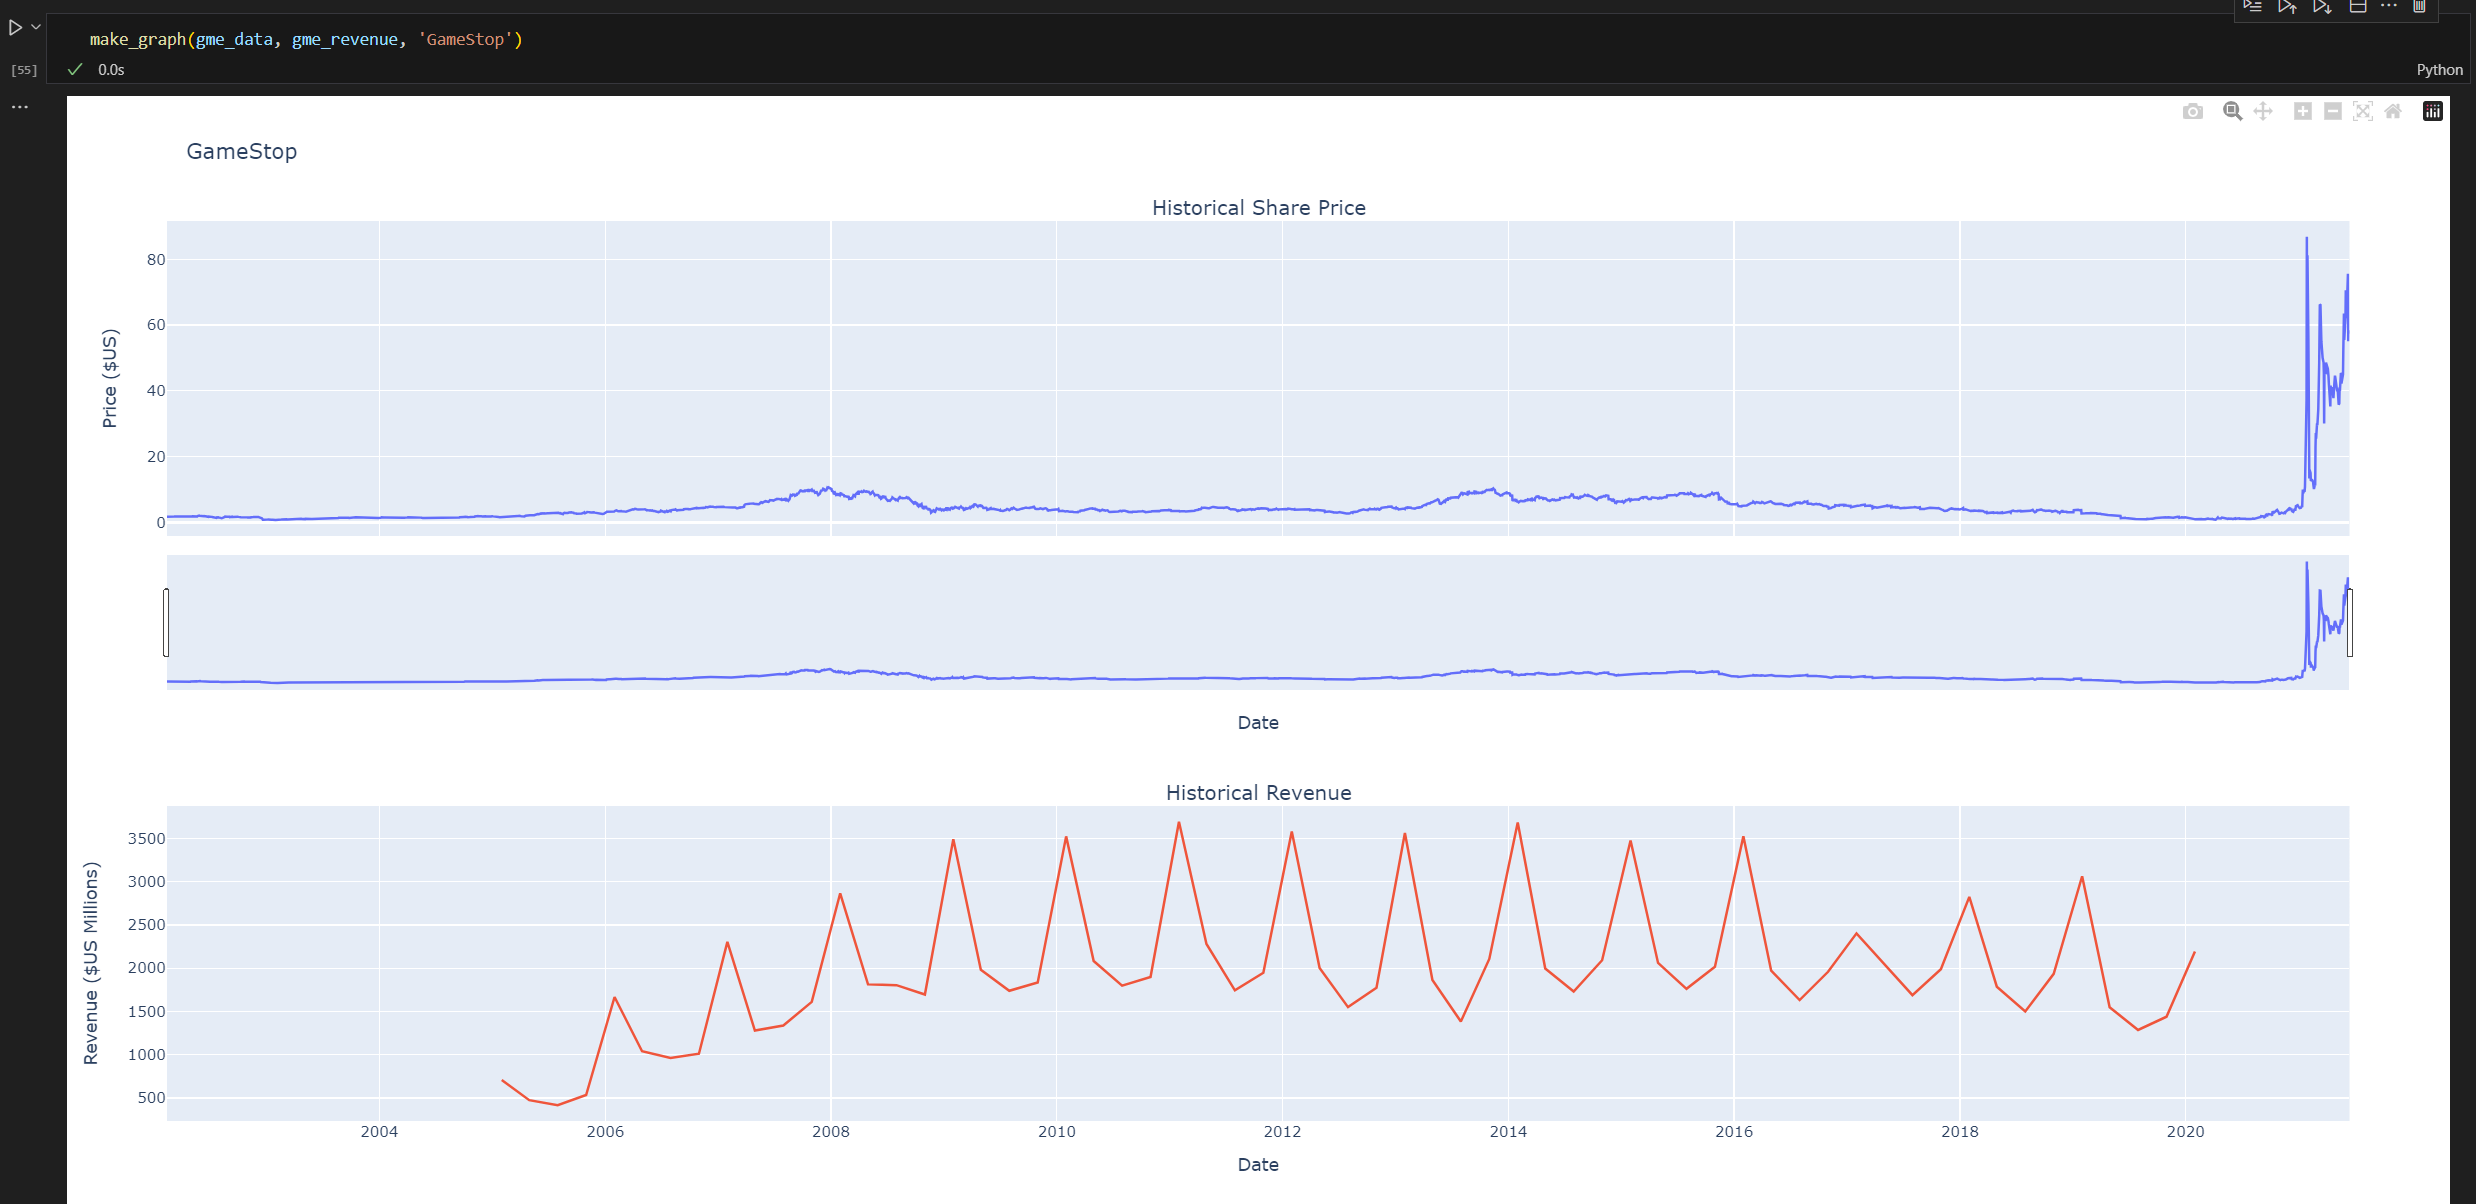 make_graph(gme_data, gme_revenue, 'GameStop')
[55]
0.0s
Python
GameStop
Historical Share Price
80
60
40
20
0
Price ($US)
Date
Historical Revenue
3500
3000
2500
2000
1500
1000
500
Revenue ($US Millions)
2004 2006 2008 2010 2012 2014 2016 2018 2020
Date